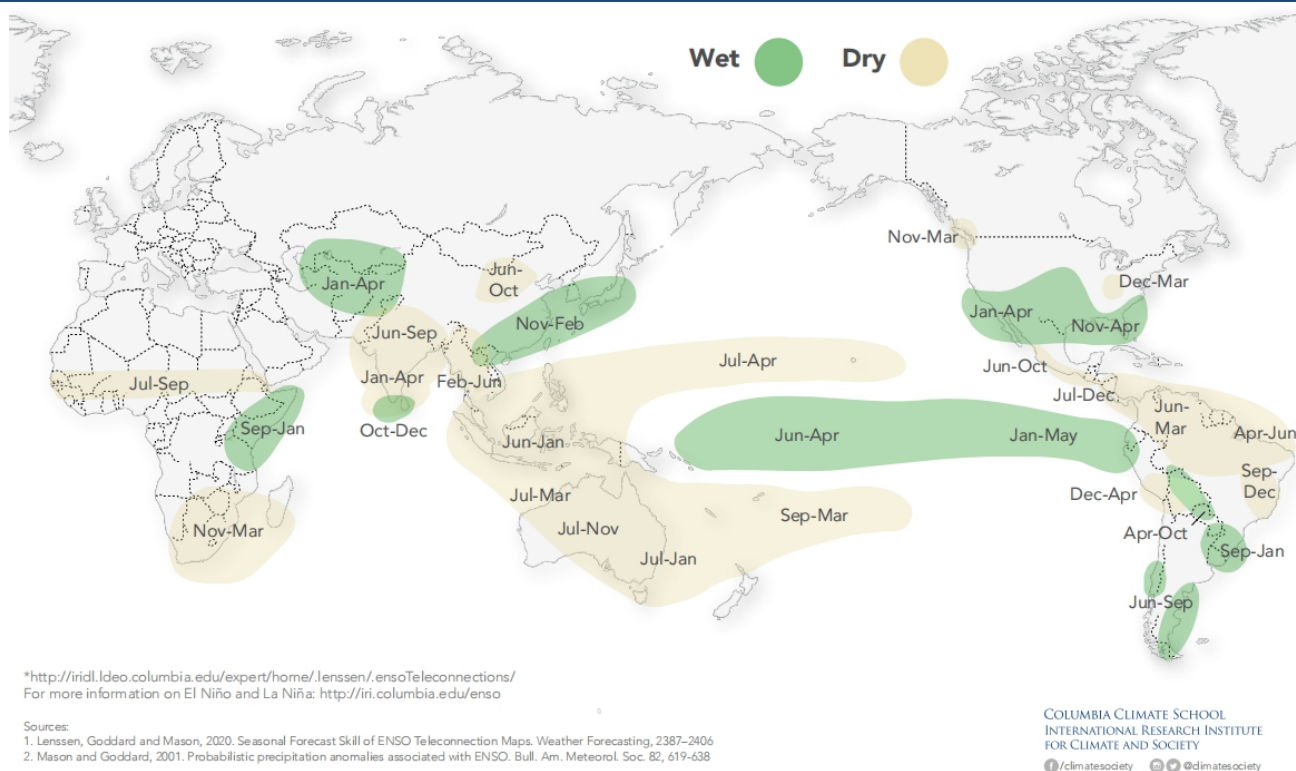 Wet
Dry
Nov-Mar
Dec-Mar
Jan-Apr
Jun-
Oct
Nov-Feb
Jan-Apr
Nov-Apr
Jun-Sep
Jul-Apr
Jun-Oct
Jul-Sep
Jan-Apr
Feb-Jun
Jul-Dec
Jun-
Mar
Sep-Jan
Oct-Dec
Jun-Jan
Jun-Apr
Jan-May
Apr-Jun
Jul-Mar
Dec-Apr
Sep-
Dec
Nov-Mar
Jul-Nov
Sep-Mar
Apr-Oct
Jul-Jan
Sep-Jan
Jun-Sep
*http://iridl.ldeo.columbia.edu/expert/home/.lenssen/.ensoTeleconnections/
For more information on El Niño and La Niña: http://iri.columbia.edu/enso
Sources:
1. Lenssen, Goddard and Mason, 2020. Seasonal Forecast Skill of ENSO Teleconnection Maps. Weather Forecasting, 2387–2406
2. Mason and Goddard, 2001. Probabilistic precipitation anomalies associated with ENSO. Bull. Am. Meteorol. Soc. 82, 619-638
COLUMBIA CLIMATE SCHOOL
INTERNATIONAL RESEARCH INSTITUTE
FOR CLIMATE AND SOCIETY
/climatesociety @climatesociety